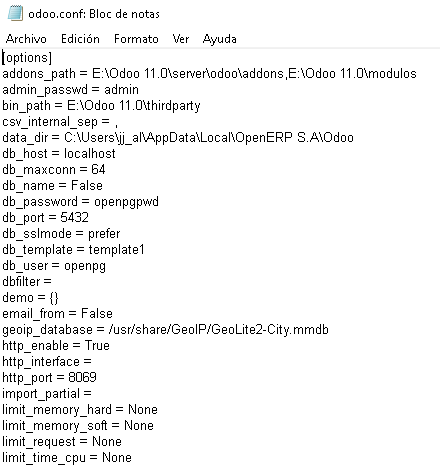 odoo.conf: Bloc de notas
Archivo Edición Formato Ver Ayuda
[options]
addons_path = E:\Odoo 11.0\server\odoo\addons,E:\Odoo 11.0\modulos
admin_passwd = admin
bin_path = E:\Odoo 11.0\thirdparty
csv_internal_sep = ,
data_dir = C:\Users\jj_al\AppData\Local\OpenERP S.A\Odoo
db_host = localhost
db_maxconn = 64
db_name = False
db_password = openpgpwd
db_port = 5432
db_sslmode = prefer
db_template = template1
db_user = openpg
dbfilter =
demo = {}
email_from = False
geoip_database = /usr/share/GeoIP/GeoLite2-City.mmdb
http_enable = True
http_interface =
http_port = 8069
import_partial =
limit_memory_hard = None
limit_memory_soft = None
limit_request = None
limit_time_cpu = None